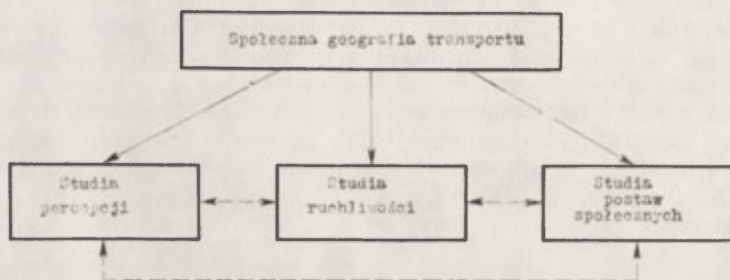 Społeczna geografia transportu
Studia
percepcji
Studia
ruchliwości
Studia
postaw
społecznych